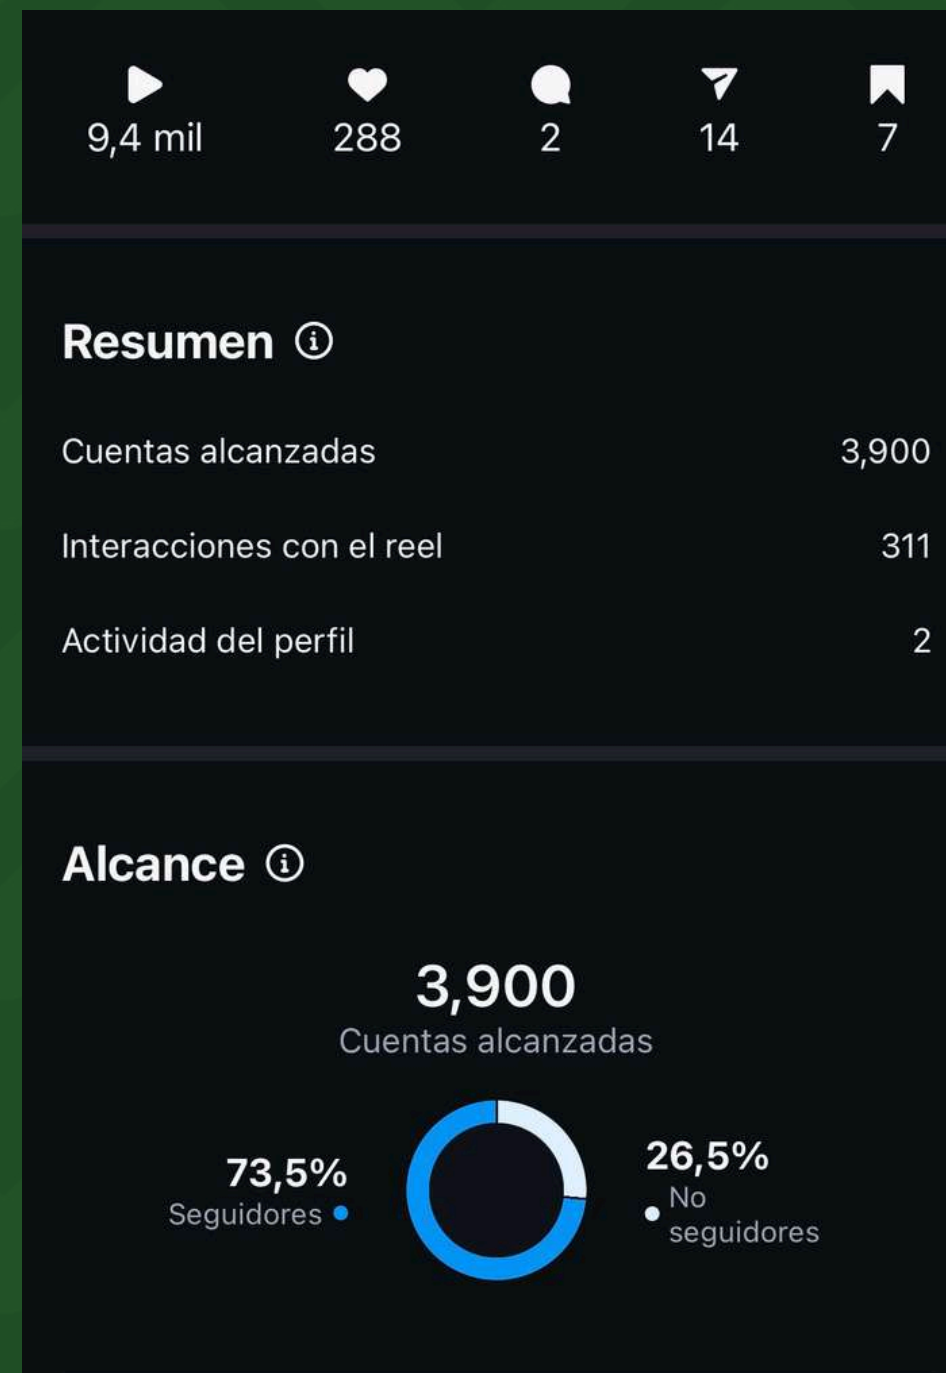 9,4 mil 288 2 14 7
Resumen
Cuentas alcanzadas 3,900
Interacciones con el reel 311
Actividad del perfil 2
Alcance
3,900
Cuentas alcanzadas
73,5%
Seguidores
26,5%
No
seguidores